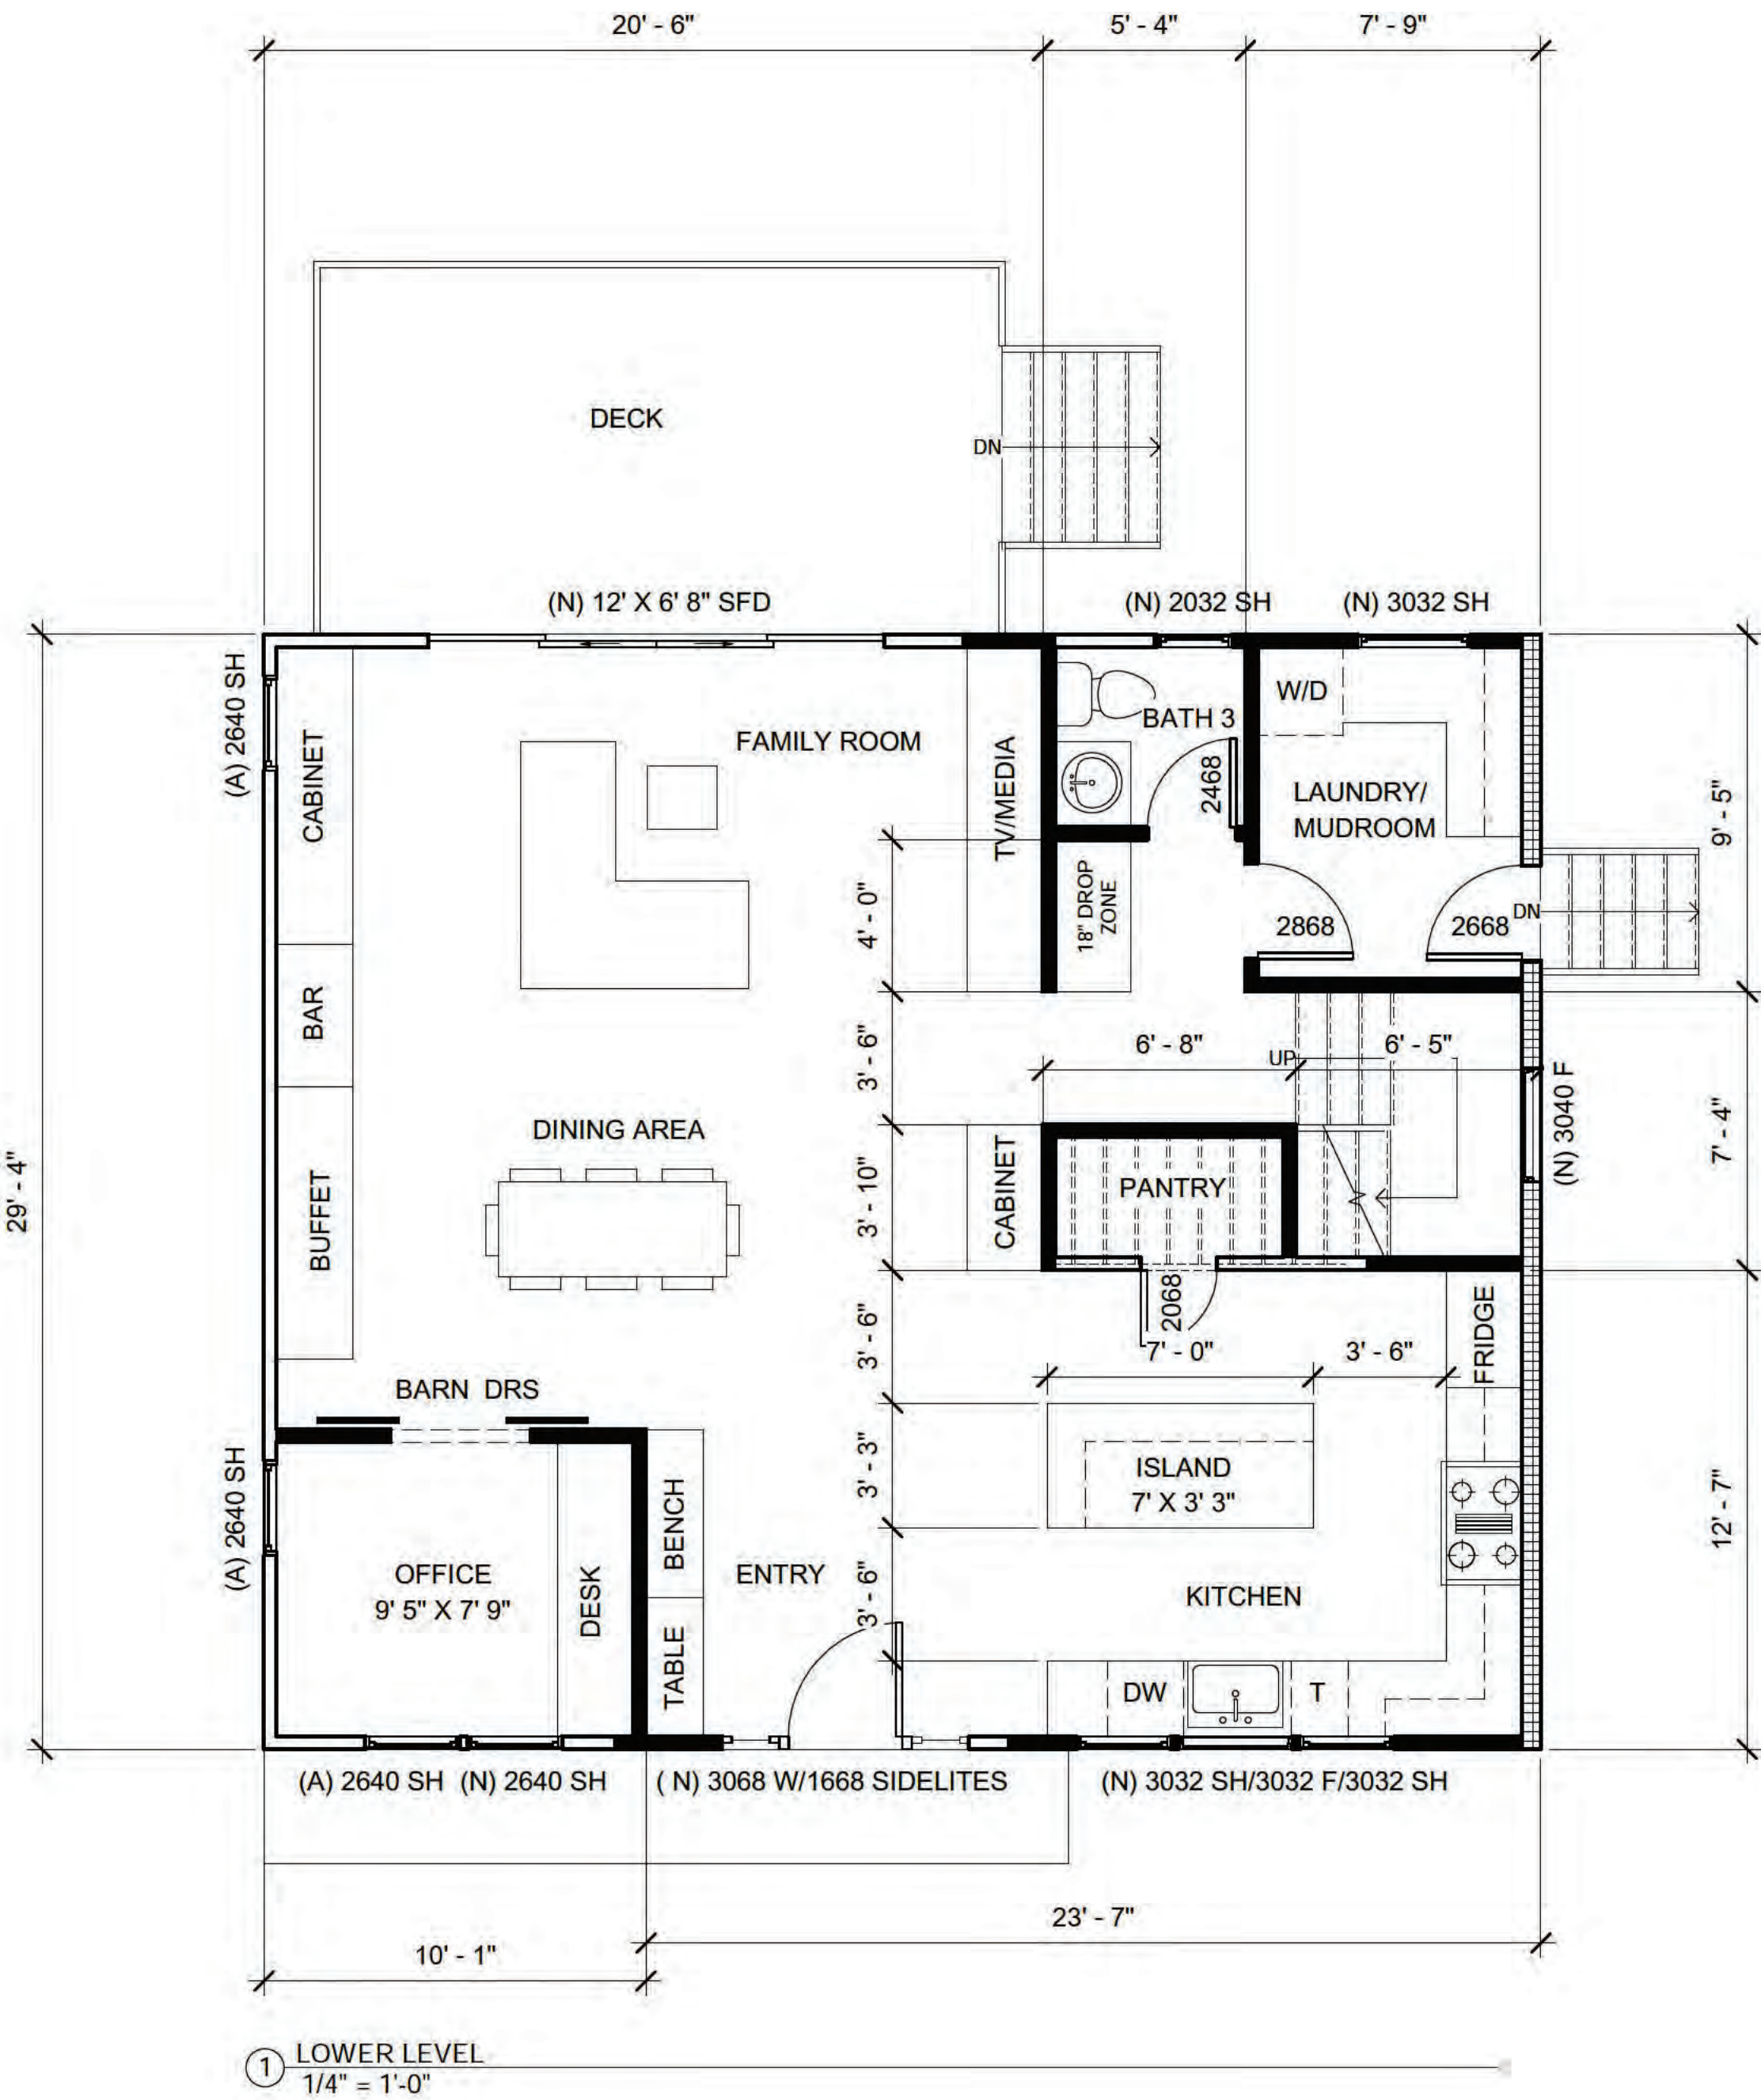 20' - 6"
5' - 4"
7' - 9"
DECK
DN
(N) 12' X 6' 8" SFD
(N) 2032 SH
(N) 3032 SH
(A) 2640 SH
CABINET
FAMILY ROOM
TV/MEDIA
BATH 3
2468
W/D
LAUNDRY/
MUDROOM
9' - 5"
4' - 0"
18" DROP
ZONE
2868
2668
DN
BAR
3' - 6"
6' - 8"
UP
6' - 5"
(N) 3040 F
7' - 4"
29' - 4"
DINING AREA
BUFFET
3' - 10"
CABINET
PANTRY
2068
3' - 6"
7' - 0"
3' - 6"
FRIDGE
BARN DRS
(A) 2640 SH
3' - 3"
ISLAND
7' X 3' 3"
12' - 7"
OFFICE
9' 5" X 7' 9"
DESK
BENCH
TABLE
ENTRY
3' - 6"
KITCHEN
DW
T
(A) 2640 SH
(N) 2640 SH
( N) 3068 W/1668 SIDELITES
(N) 3032 SH/3032 F/3032 SH
23' - 7"
10' - 1"
1
LOWER LEVEL
1/4" = 1'-0"